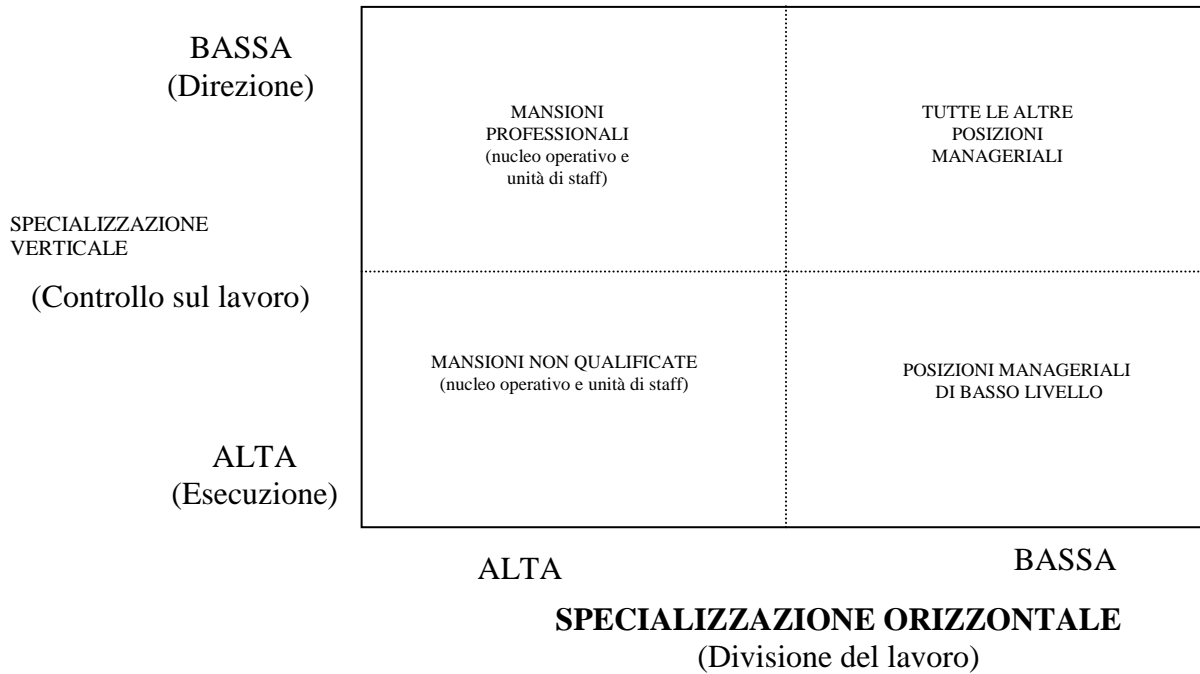 BASSA
(Direzione)
MANSIONI
PROFESSIONALI
(nucleo operativo e
unità di staff)
TUTTE LE ALTRE
POSIZIONI
MANAGERIALI
SPECIALIZZAZIONE
VERTICALE
(Controllo sul lavoro)
MANSIONI NON QUALIFICATE
(nucleo operativo e unità di staff)
POSIZIONI MANAGERIALI
DI BASSO LIVELLO
ALTA
(Esecuzione)
ALTA
BASSA
SPECIALIZZAZIONE ORIZZONTALE
(Divisione del lavoro)